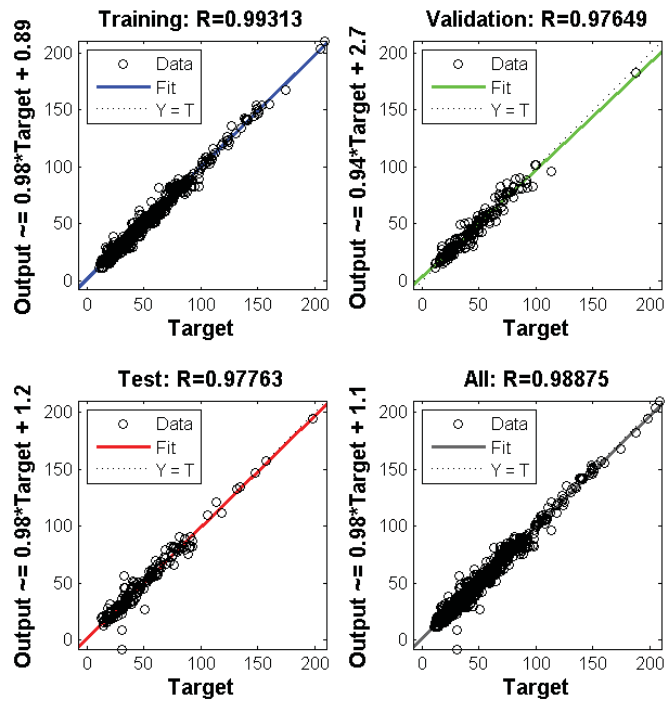 Training: R=0.99313
Output ~= 0.98*Target + 0.89
200
150
100
50
0
Data
Fit
Y = T
0
50
100
150
200
Target
Validation: R=0.97649
Output ~= 0.94*Target + 2.7
200
150
100
50
0
Data
Fit
Y = T
0
50
100
150
200
Target
Test: R=0.97763
Output ~= 0.98*Target + 1.2
200
150
100
50
0
Data
Fit
Y = T
0
50
100
150
200
Target
All: R=0.98875
Output ~= 0.98*Target + 1.1
200
150
100
50
0
Data
Fit
Y = T
0
50
100
150
200
Target